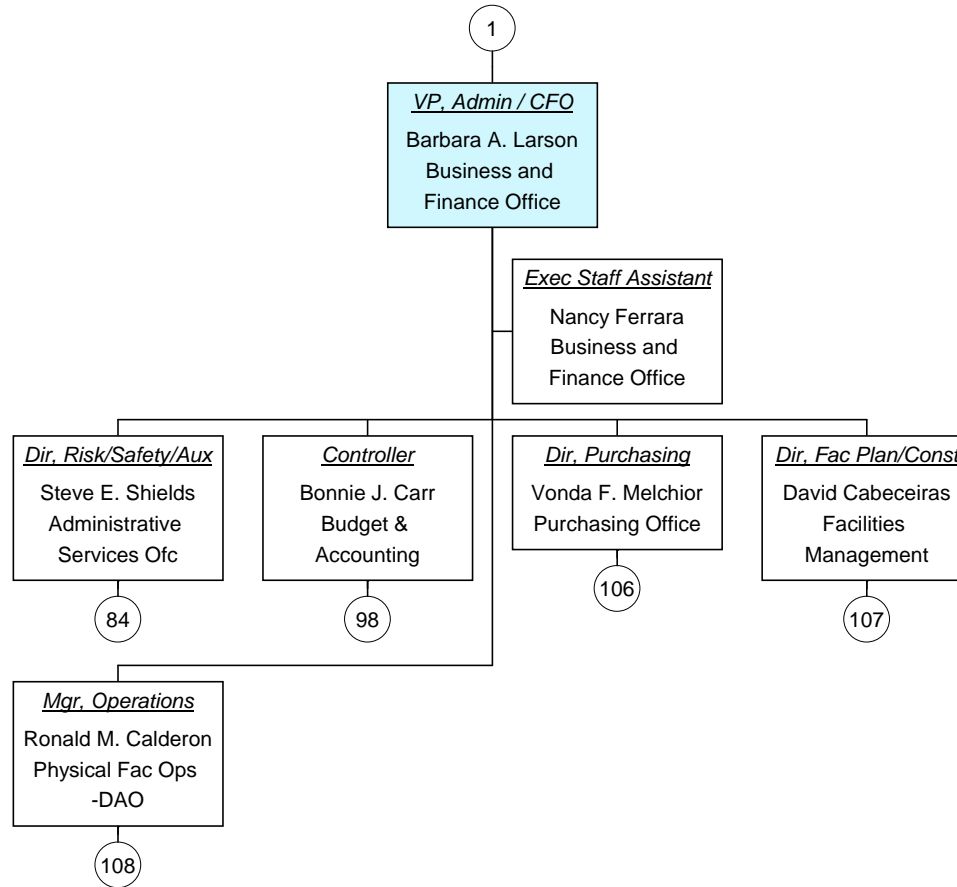 1
VP, Admin / CFO
Barbara A. Larson
Business and
Finance Office
Exec Staff Assistant
Nancy Ferrara
Business and
Finance Office
Dir, Risk/Safety/Aux
Steve E. Shields
Administrative
Services Ofc
84
Controller
Bonnie J. Carr
Budget &
Accounting
98
Dir, Purchasing
Vonda F. Melchior
Purchasing Office
106
Dir, Fac Plan/Const
David Cabeceiras
Facilities
Management
107
Mgr, Operations
Ronald M. Calderon
Physical Fac Ops
-DAO
108